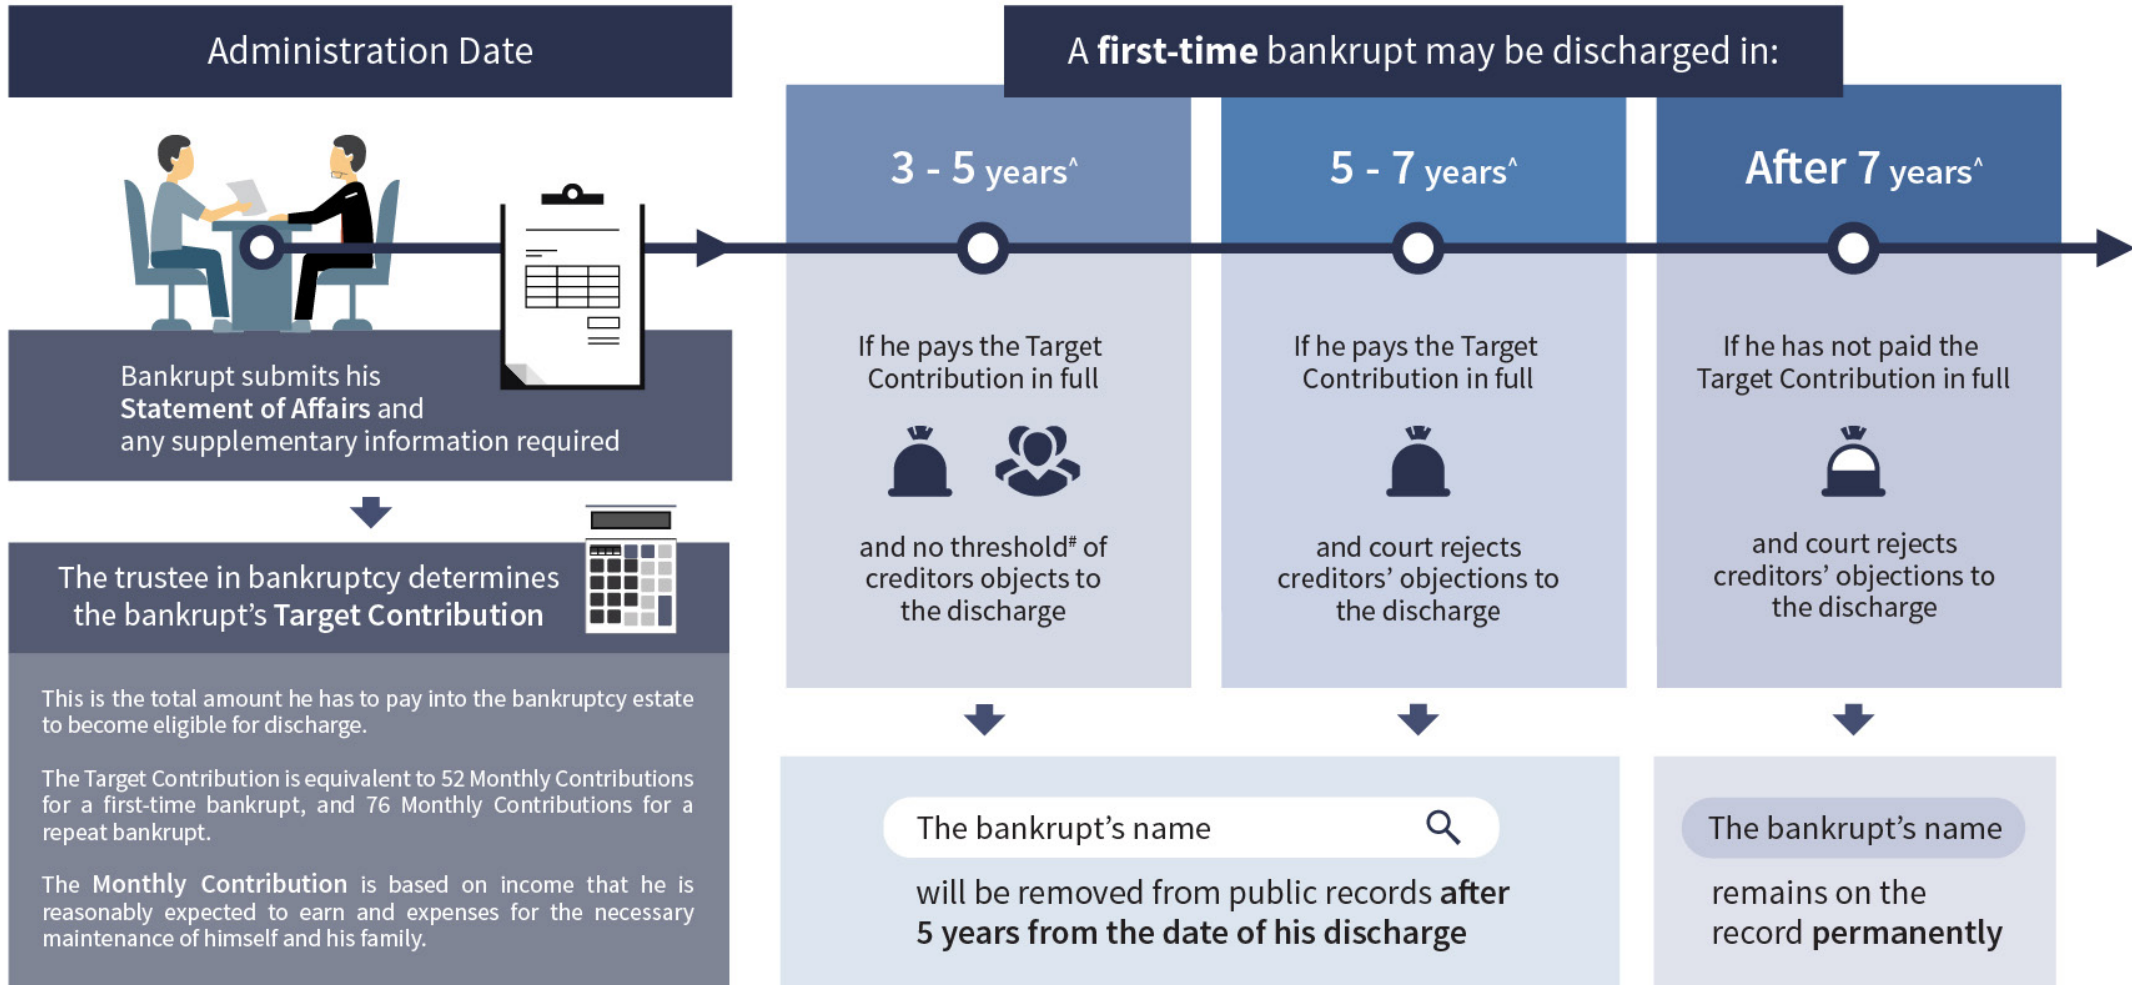 Administration Date
Bankrupt submits his
Statement of Affairs and
any supplementary information required
The trustee in bankruptcy determines
the bankrupt’s Target Contribution
This is the total amount he has to pay into the bankruptcy estate
to become eligible for discharge.
The Target Contribution is equivalent to 52 Monthly Contributions
for a first-time bankrupt, and 76 Monthly Contributions for a
repeat bankrupt.
The Monthly Contribution is based on income that he is
reasonably expected to earn and expenses for the necessary
maintenance of himself and his family.
A first-time bankrupt may be discharged in:
3 - 5 years^
If he pays the Target
Contribution in full
and no threshold# of
creditors objects to
the discharge
5 - 7 years^
If he pays the Target
Contribution in full
and court rejects
creditors’ objections to
the discharge
After 7 years^
If he has not paid the
Target Contribution in full
and court rejects
creditors’ objections to
the discharge
The bankrupt’s name
will be removed from public records after
5 years from the date of his discharge
The bankrupt’s name
remains on the
record permanently